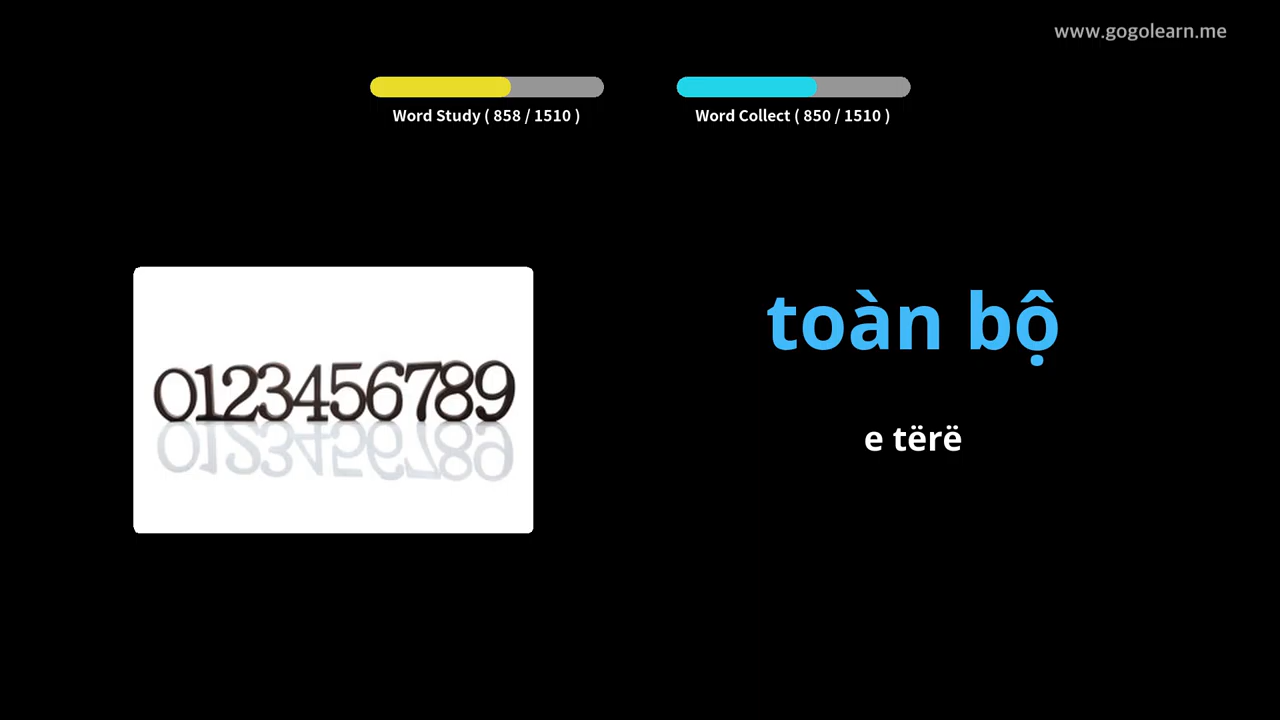 www.gogolearn.me
Word Study ( 858 / 1510 )
Word Collect ( 850 / 1510 )
0123456789
toàn bộ
e tërë